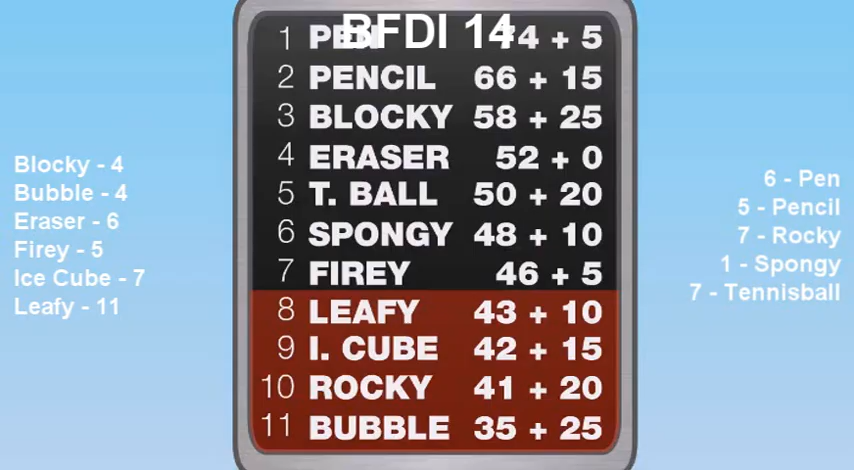 BFDI 14
1 PEN 74 + 5
2 PENCIL 66 + 15
3 BLOCKY 58 + 25
4 ERASER 52 + 0
5 T. BALL 50 + 20
6 SPONGY 48 + 10
7 FIREY 46 + 5
8 LEAFY 43 + 10
9 I. CUBE 42 + 15
10 ROCKY 41 + 20
11 BUBBLE 35 + 25
Blocky - 4
Bubble - 4
Eraser - 6
Firey - 5
Ice Cube - 7
Leafy - 11
6 - Pen
5 - Pencil
7 - Rocky
1 - Spongy
7 - Tennisball